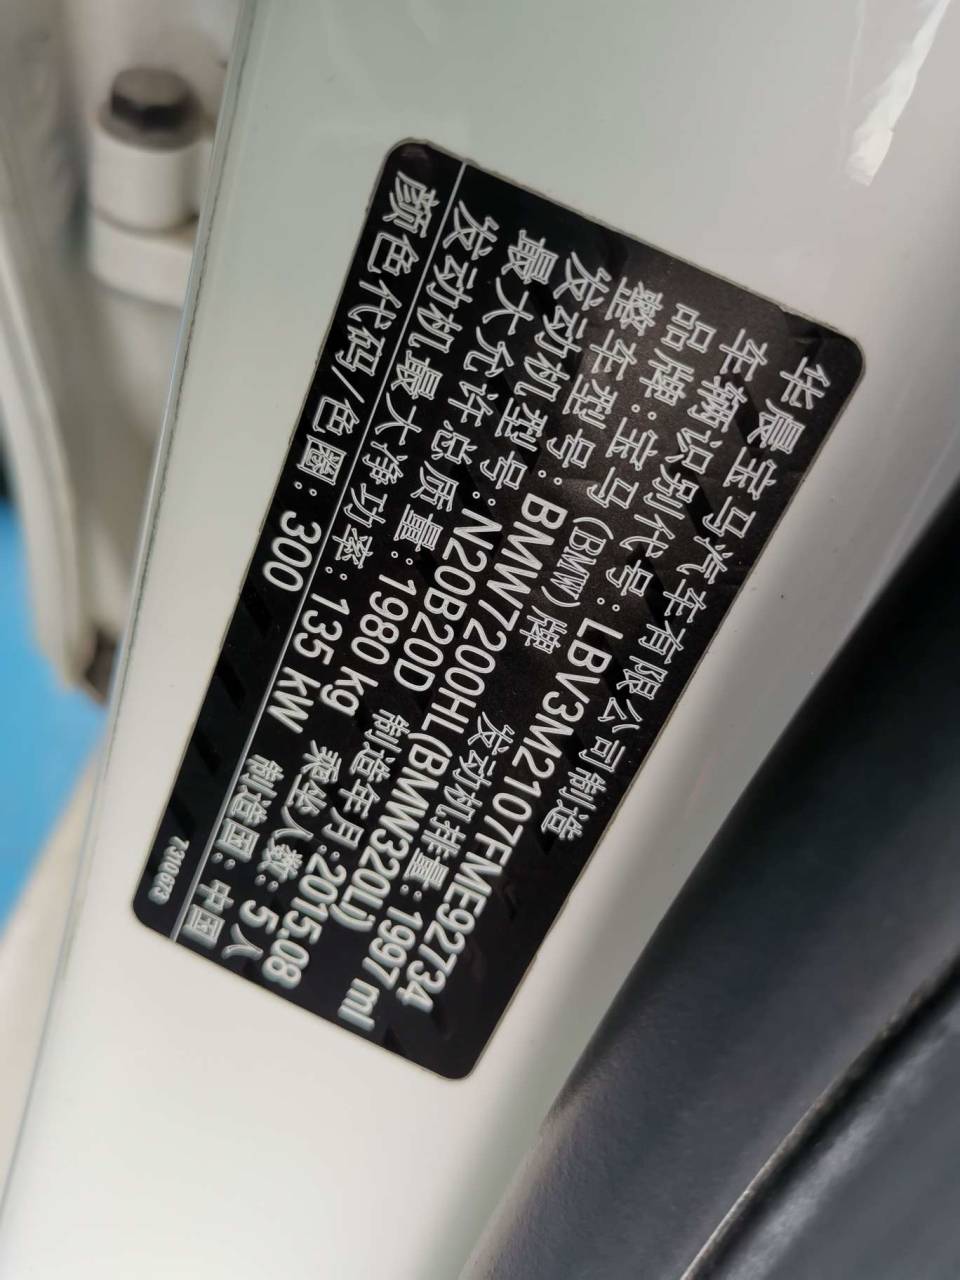 华晨宝马汽车有限公司制造
车辆识别代号:LBV3M2107FME92734
品牌:宝马(BMW)牌
整车型号:BMW7200HL(BMW320Li)
发动机型号:N20B20D 发动机排量:1997 ml
最大允许总质量:1980 kg 制造年月:2015.08
发动机最大净功率:135 kW 乘坐人数:5人
颜色代码/色圈:300 制造国:中国
7310673